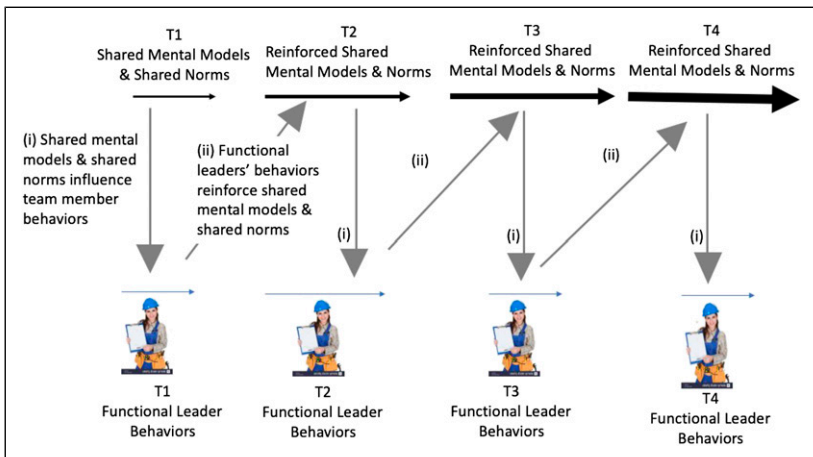 T1
Shared Mental Models
& Shared Norms
T2
Reinforced Shared
Mental Models & Norms
T3
Reinforced Shared
Mental Models & Norms
T4
Reinforced Shared
Mental Models & Norms
(i) Shared mental
models & shared
norms influence
team member
behaviors
(ii) Functional
leaders’ behaviors
reinforce shared
mental models &
shared norms
(i)
(ii)
(i)
(ii)
(i)
T1
Functional Leader
Behaviors
T2
Functional Leader
Behaviors
T3
Functional Leader
Behaviors
T4
Functional Leader
Behaviors